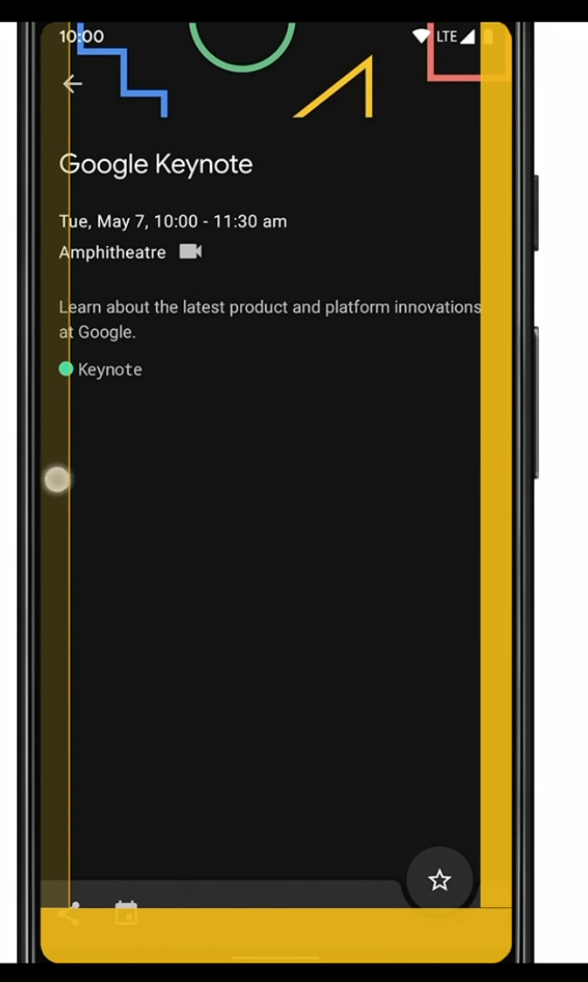 10:00 LTE
Google Keynote
Tue, May 7, 10:00 - 11:30 am
Amphitheatre
Learn about the latest product and platform innovations
at Google.
Keynote